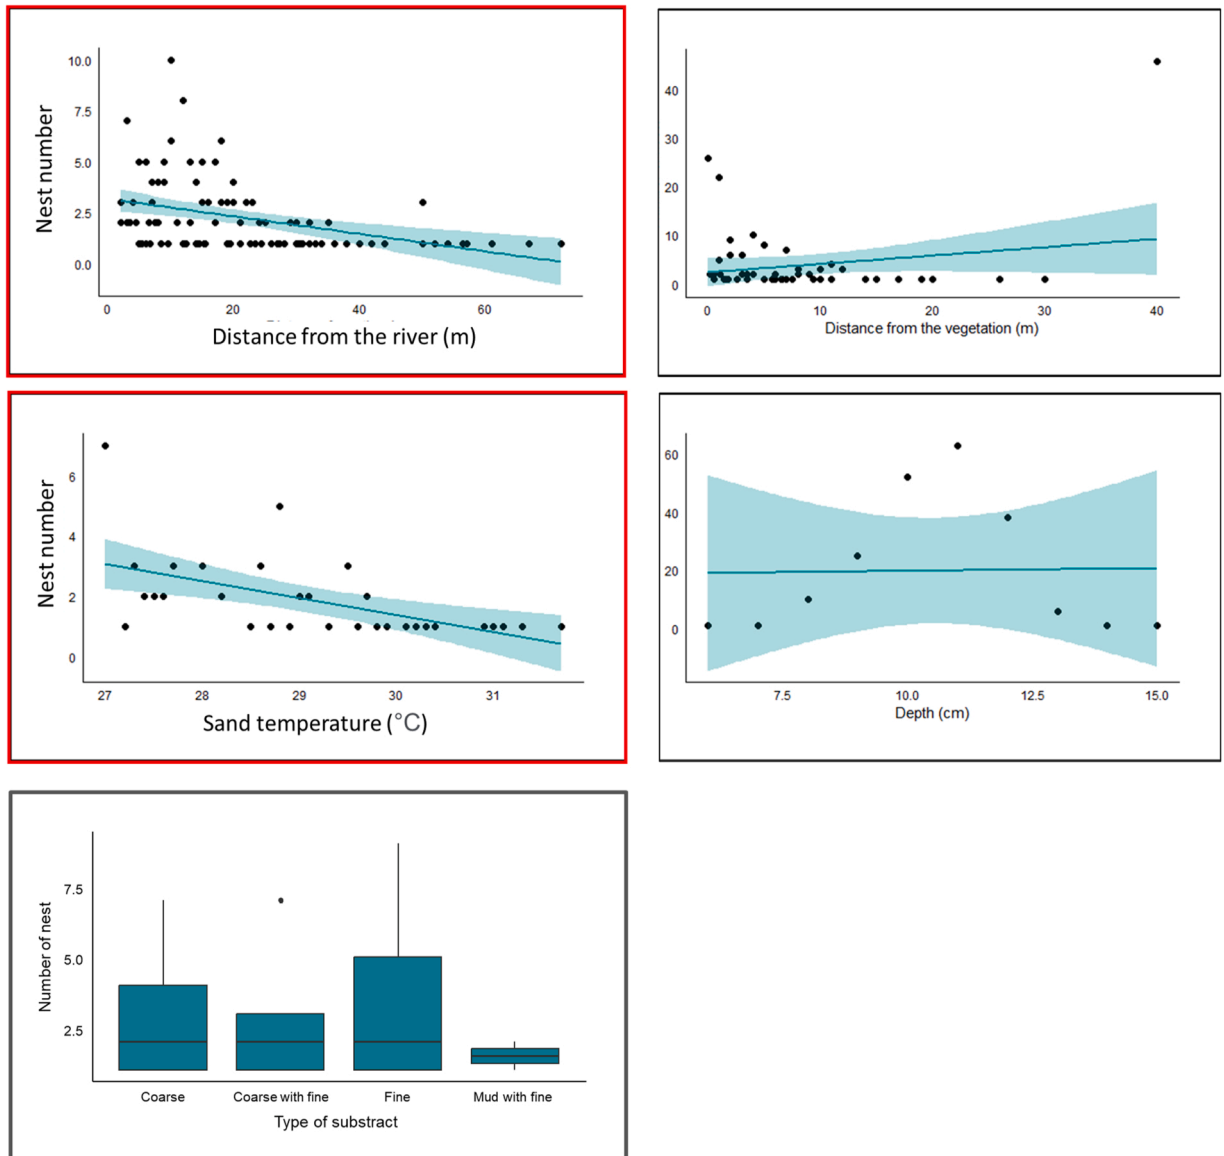 Nest number
10.0
7.5
5.0
2.5
0.0
0 20 40 60
Distance from the river (m)
40
30
20
10
0
0 10 20 30 40
Distance from the vegetation (m)
Nest number
6
4
2
0
27 28 29 30 31
Sand temperature (°C)
60
40
20
0
7.5 10.0 12.5 15.0
Depth (cm)
Number of nest
7.5
5.0
2.5
Coarse Coarse with fine Fine Mud with fine
Type of substract